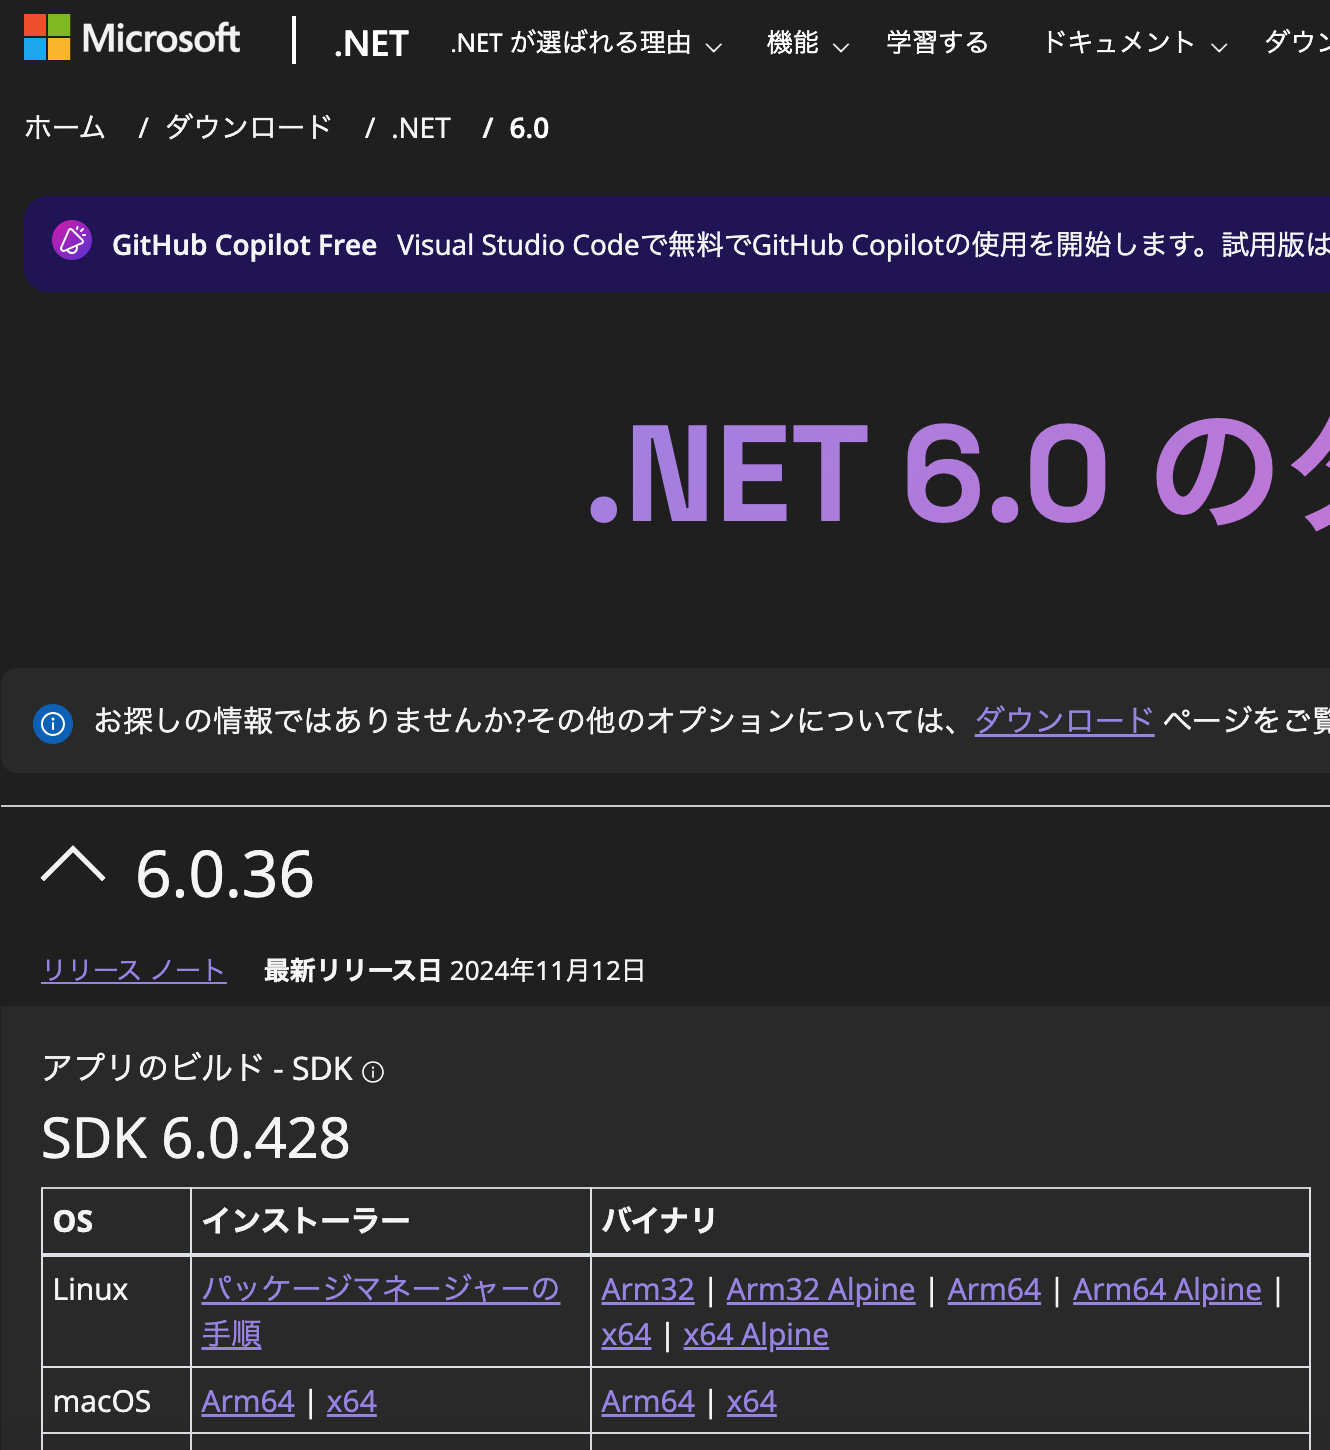 Microsoft | .NET .NET が選ばれる理由 機能 学習する ドキュメント ダウン
ホーム / ダウンロード / .NET / 6.0
GitHub Copilot Free Visual Studio Codeで無料でGitHub Copilotの使用を開始します。試用版は
.NET 6.0 のダ
お探しの情報ではありませんか?その他のオプションについては、ダウンロード ページをご覧
6.0.36
リリース ノート 最新リリース日 2024年11月12日
アプリのビルド - SDK
SDK 6.0.428
OS インストーラー バイナリ
Linux パッケージマネージャーの手順 Arm32 | Arm32 Alpine | Arm64 | Arm64 Alpine |
x64 | x64 Alpine
macOS Arm64 | x64 Arm64 | x64